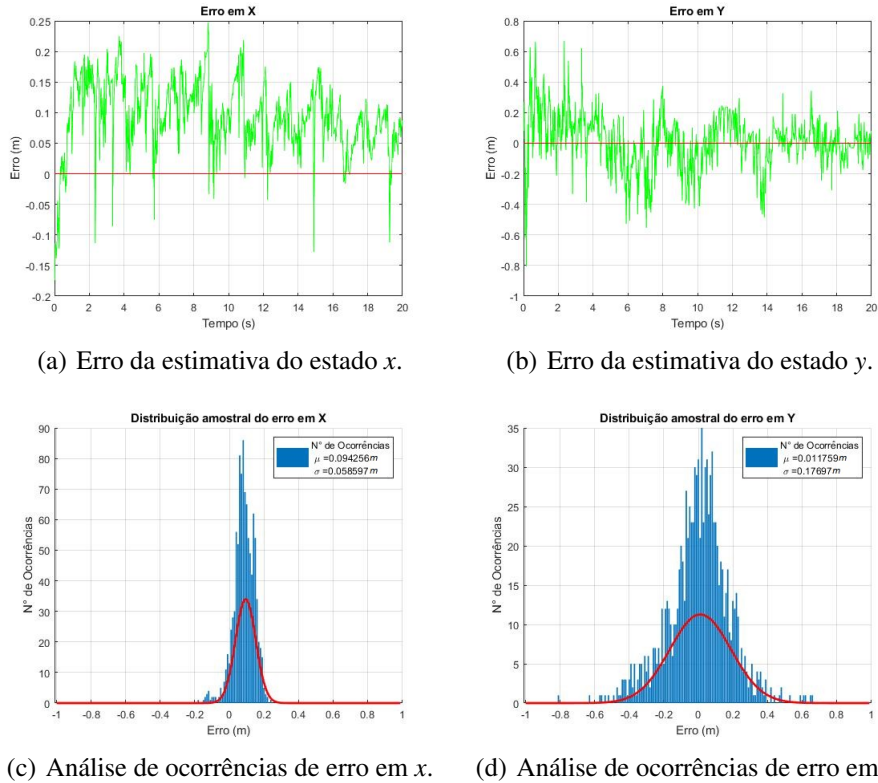 Erro em X
0.25
0.2
0.15
0.1
0.05
0
-0.05
-0.1
-0.15
-0.2
Erro (m)
0 2 4 6 8 10 12 14 16 18 20
Tempo (s)
(a) Erro da estimativa do estado x.
Erro em Y
0.8
0.6
0.4
0.2
0
-0.2
-0.4
-0.6
-0.8
-1
Erro (m)
0 2 4 6 8 10 12 14 16 18 20
Tempo (s)
(b) Erro da estimativa do estado y.
Distribuição amostral do erro em X
90
80
70
60
50
40
30
20
10
0
N° de Ocorrências
N° de Ocorrências
μ =0.094256m
σ =0.058597m
-1 -0.8 -0.6 -0.4 -0.2 0 0.2 0.4 0.6 0.8 1
Erro (m)
(c) Análise de ocorrências de erro em x.
Distribuição amostral do erro em Y
35
30
25
20
15
10
5
0
N° de Ocorrências
N° de Ocorrências
μ =0.011759m
σ =0.17697m
-1 -0.8 -0.6 -0.4 -0.2 0 0.2 0.4 0.6 0.8 1
Erro (m)
(d) Análise de ocorrências de erro em